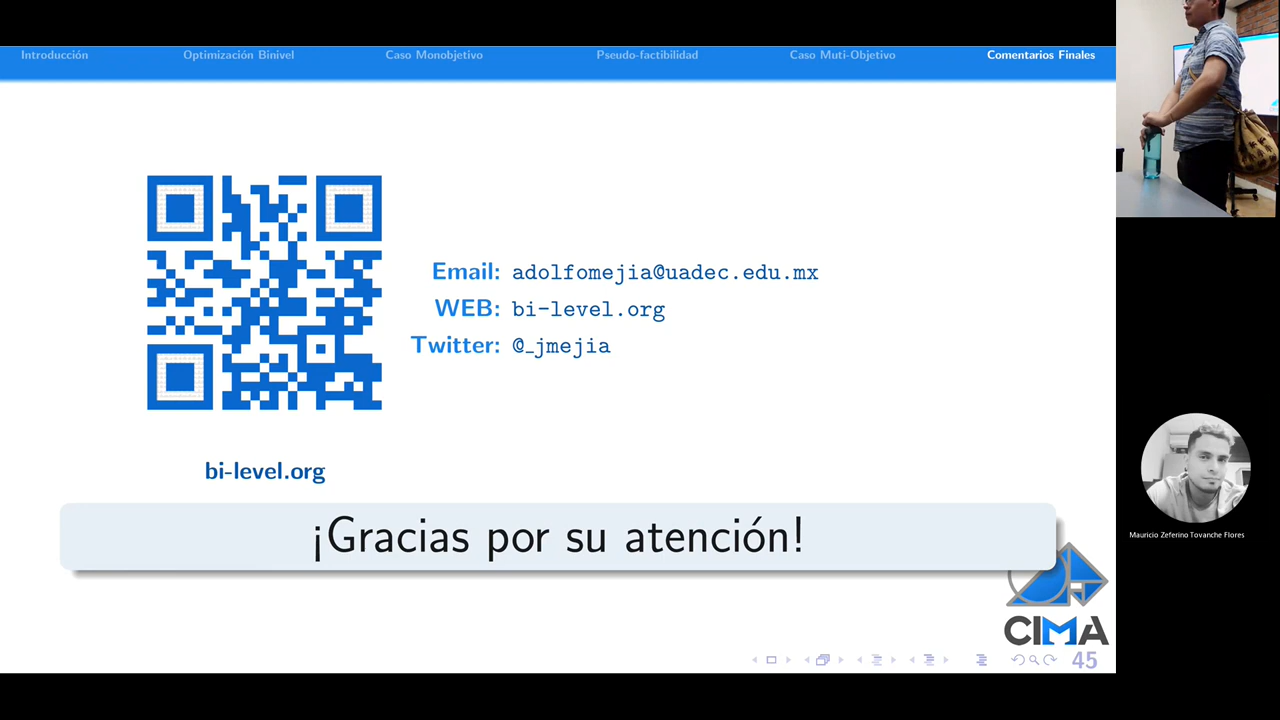 Introducción Optimización Binivel Caso Monobjetivo Pseudo-factibilidad Caso Muti-Objetivo Comentarios Finales
Email: adolfomejia@uadec.edu.mx
WEB: bi-level.org
Twitter: @_jmejia
bi-level.org
¡Gracias por su atención!
CIMA
45
Mauricio Zeferino Tovanche Flores